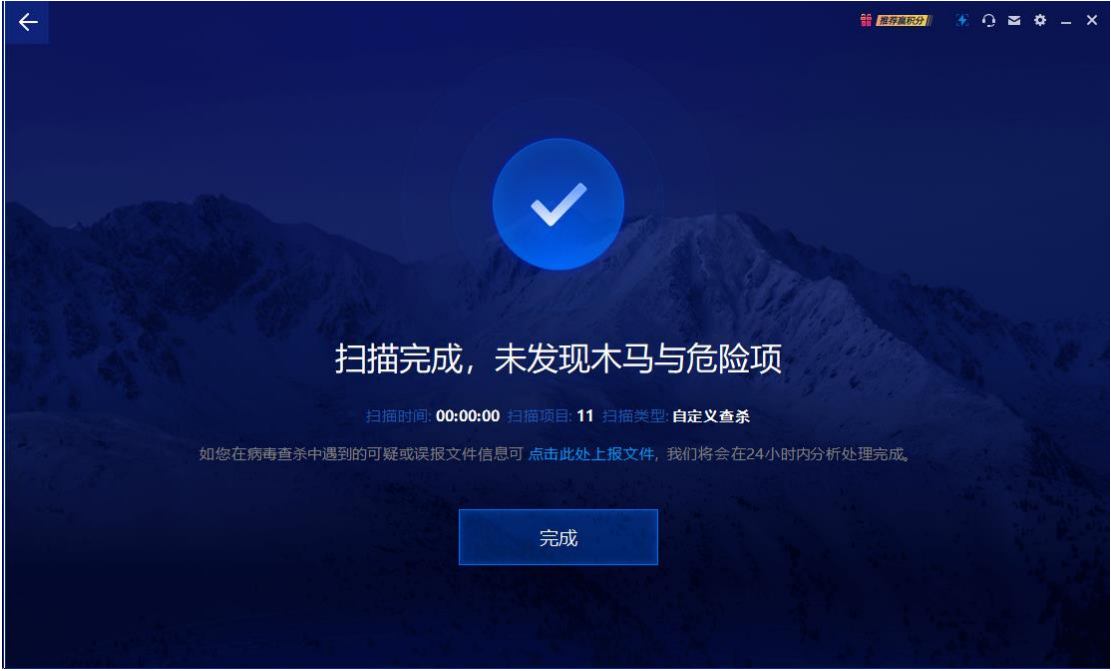 推荐赢积分
扫描完成，未发现木马与危险项
扫描时间: 00:00:00 扫描项目: 11 扫描类型: 自定义查杀
如您在病毒查杀中遇到的可疑或误报文件信息可 点击此处上报文件，我们将会在24小时内分析处理完成。
完成